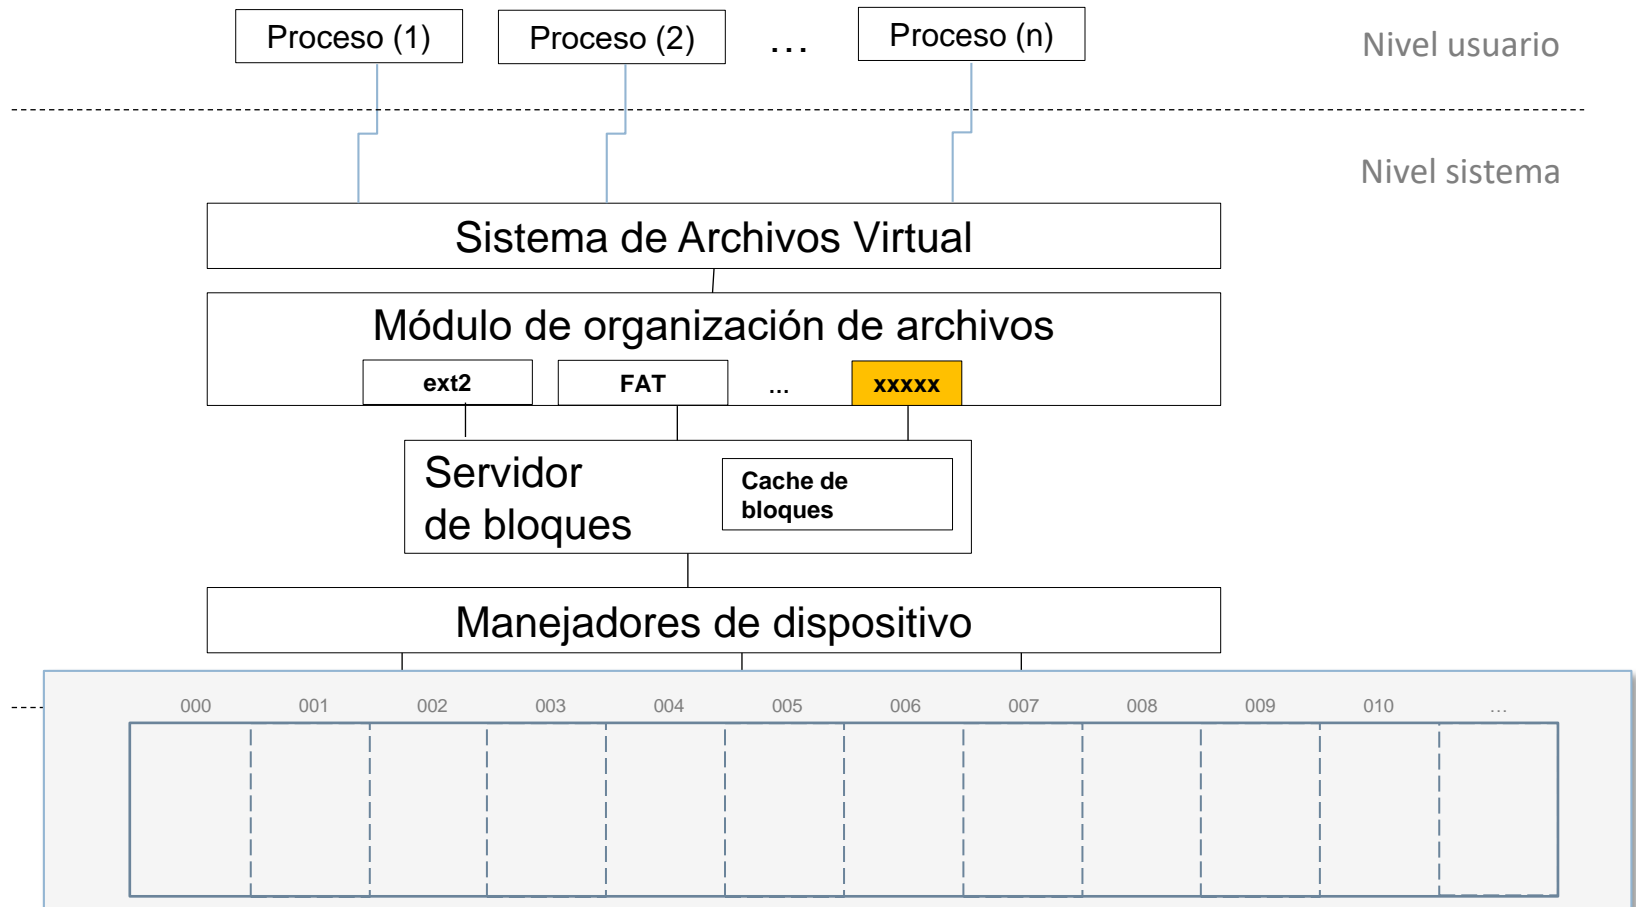 Proceso (1)
Proceso (2)
...
Proceso (n)
Nivel usuario
Nivel sistema
Sistema de Archivos Virtual
Módulo de organización de archivos
ext2
FAT
...
xxxxx
Servidor
de bloques
Cache de
bloques
Manejadores de dispositivo
000 001 002 003 004 005 006 007 008 009 010 ...